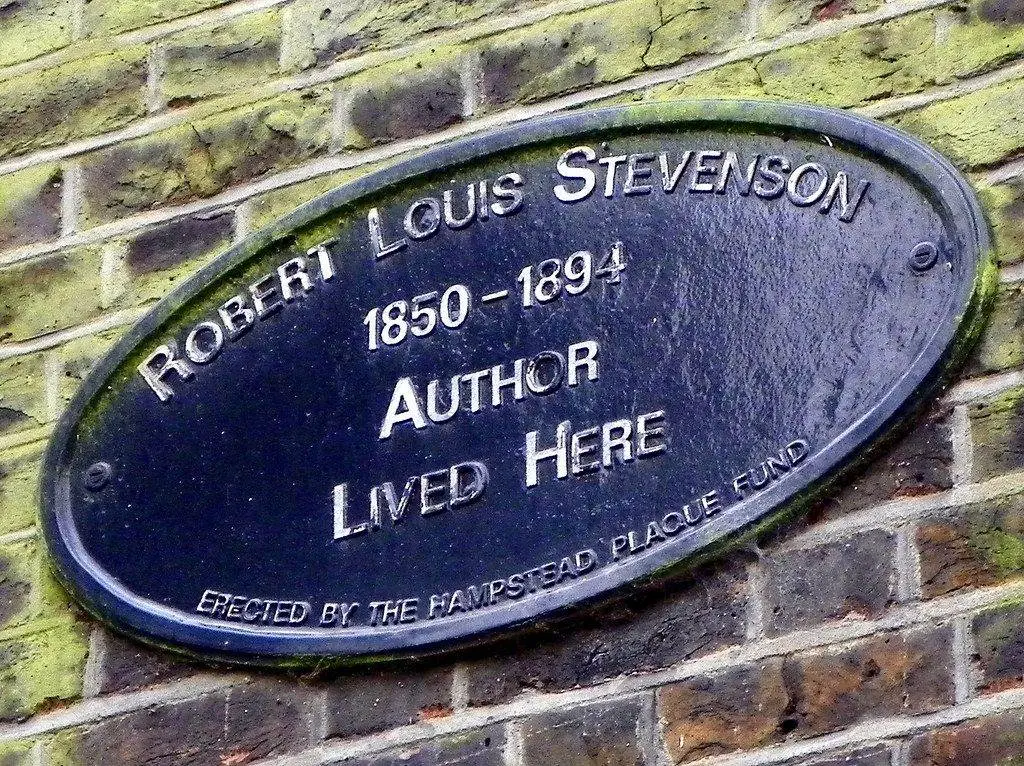 ROBERT LOUIS STEVENSON
1850 - 1894
AUTHOR
LIVED HERE
ERECTED BY THE HAMPSTEAD PLAQUE FUND